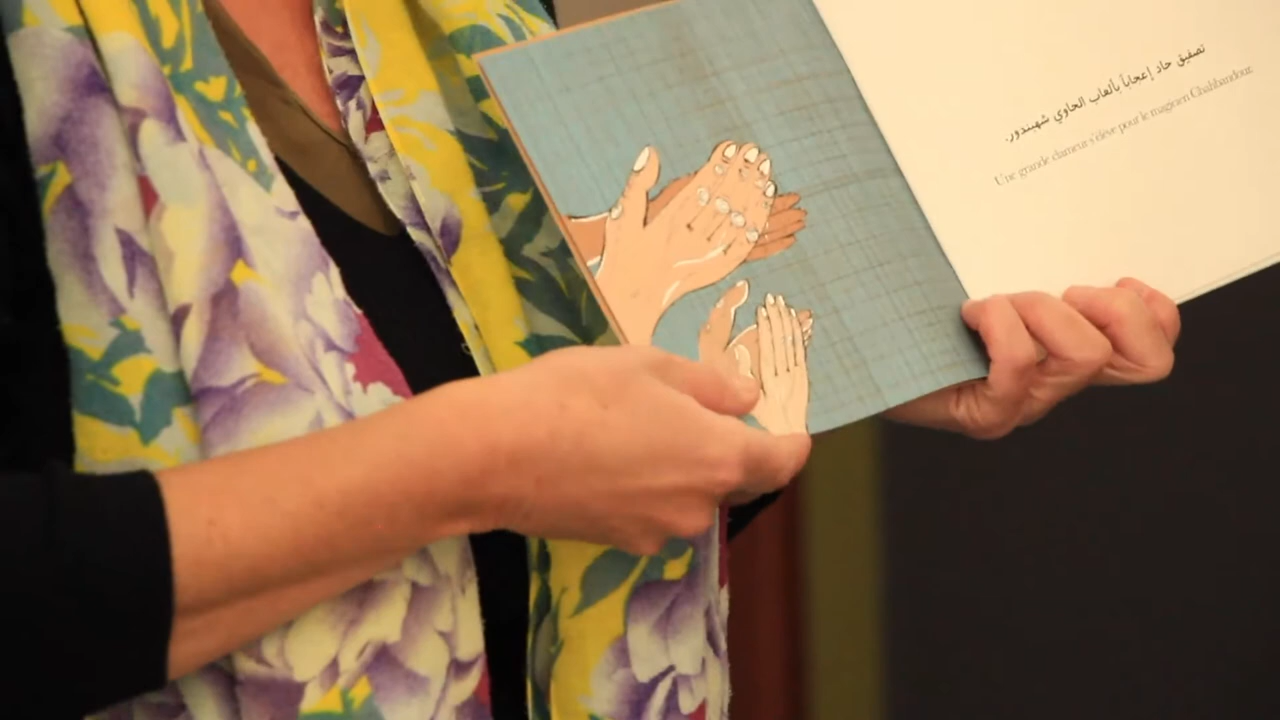 تصفيق حاد إعجاباً بألعاب الحاوي شهبندور.
Une grande clameur s'élève pour le magicien Chahbandour.